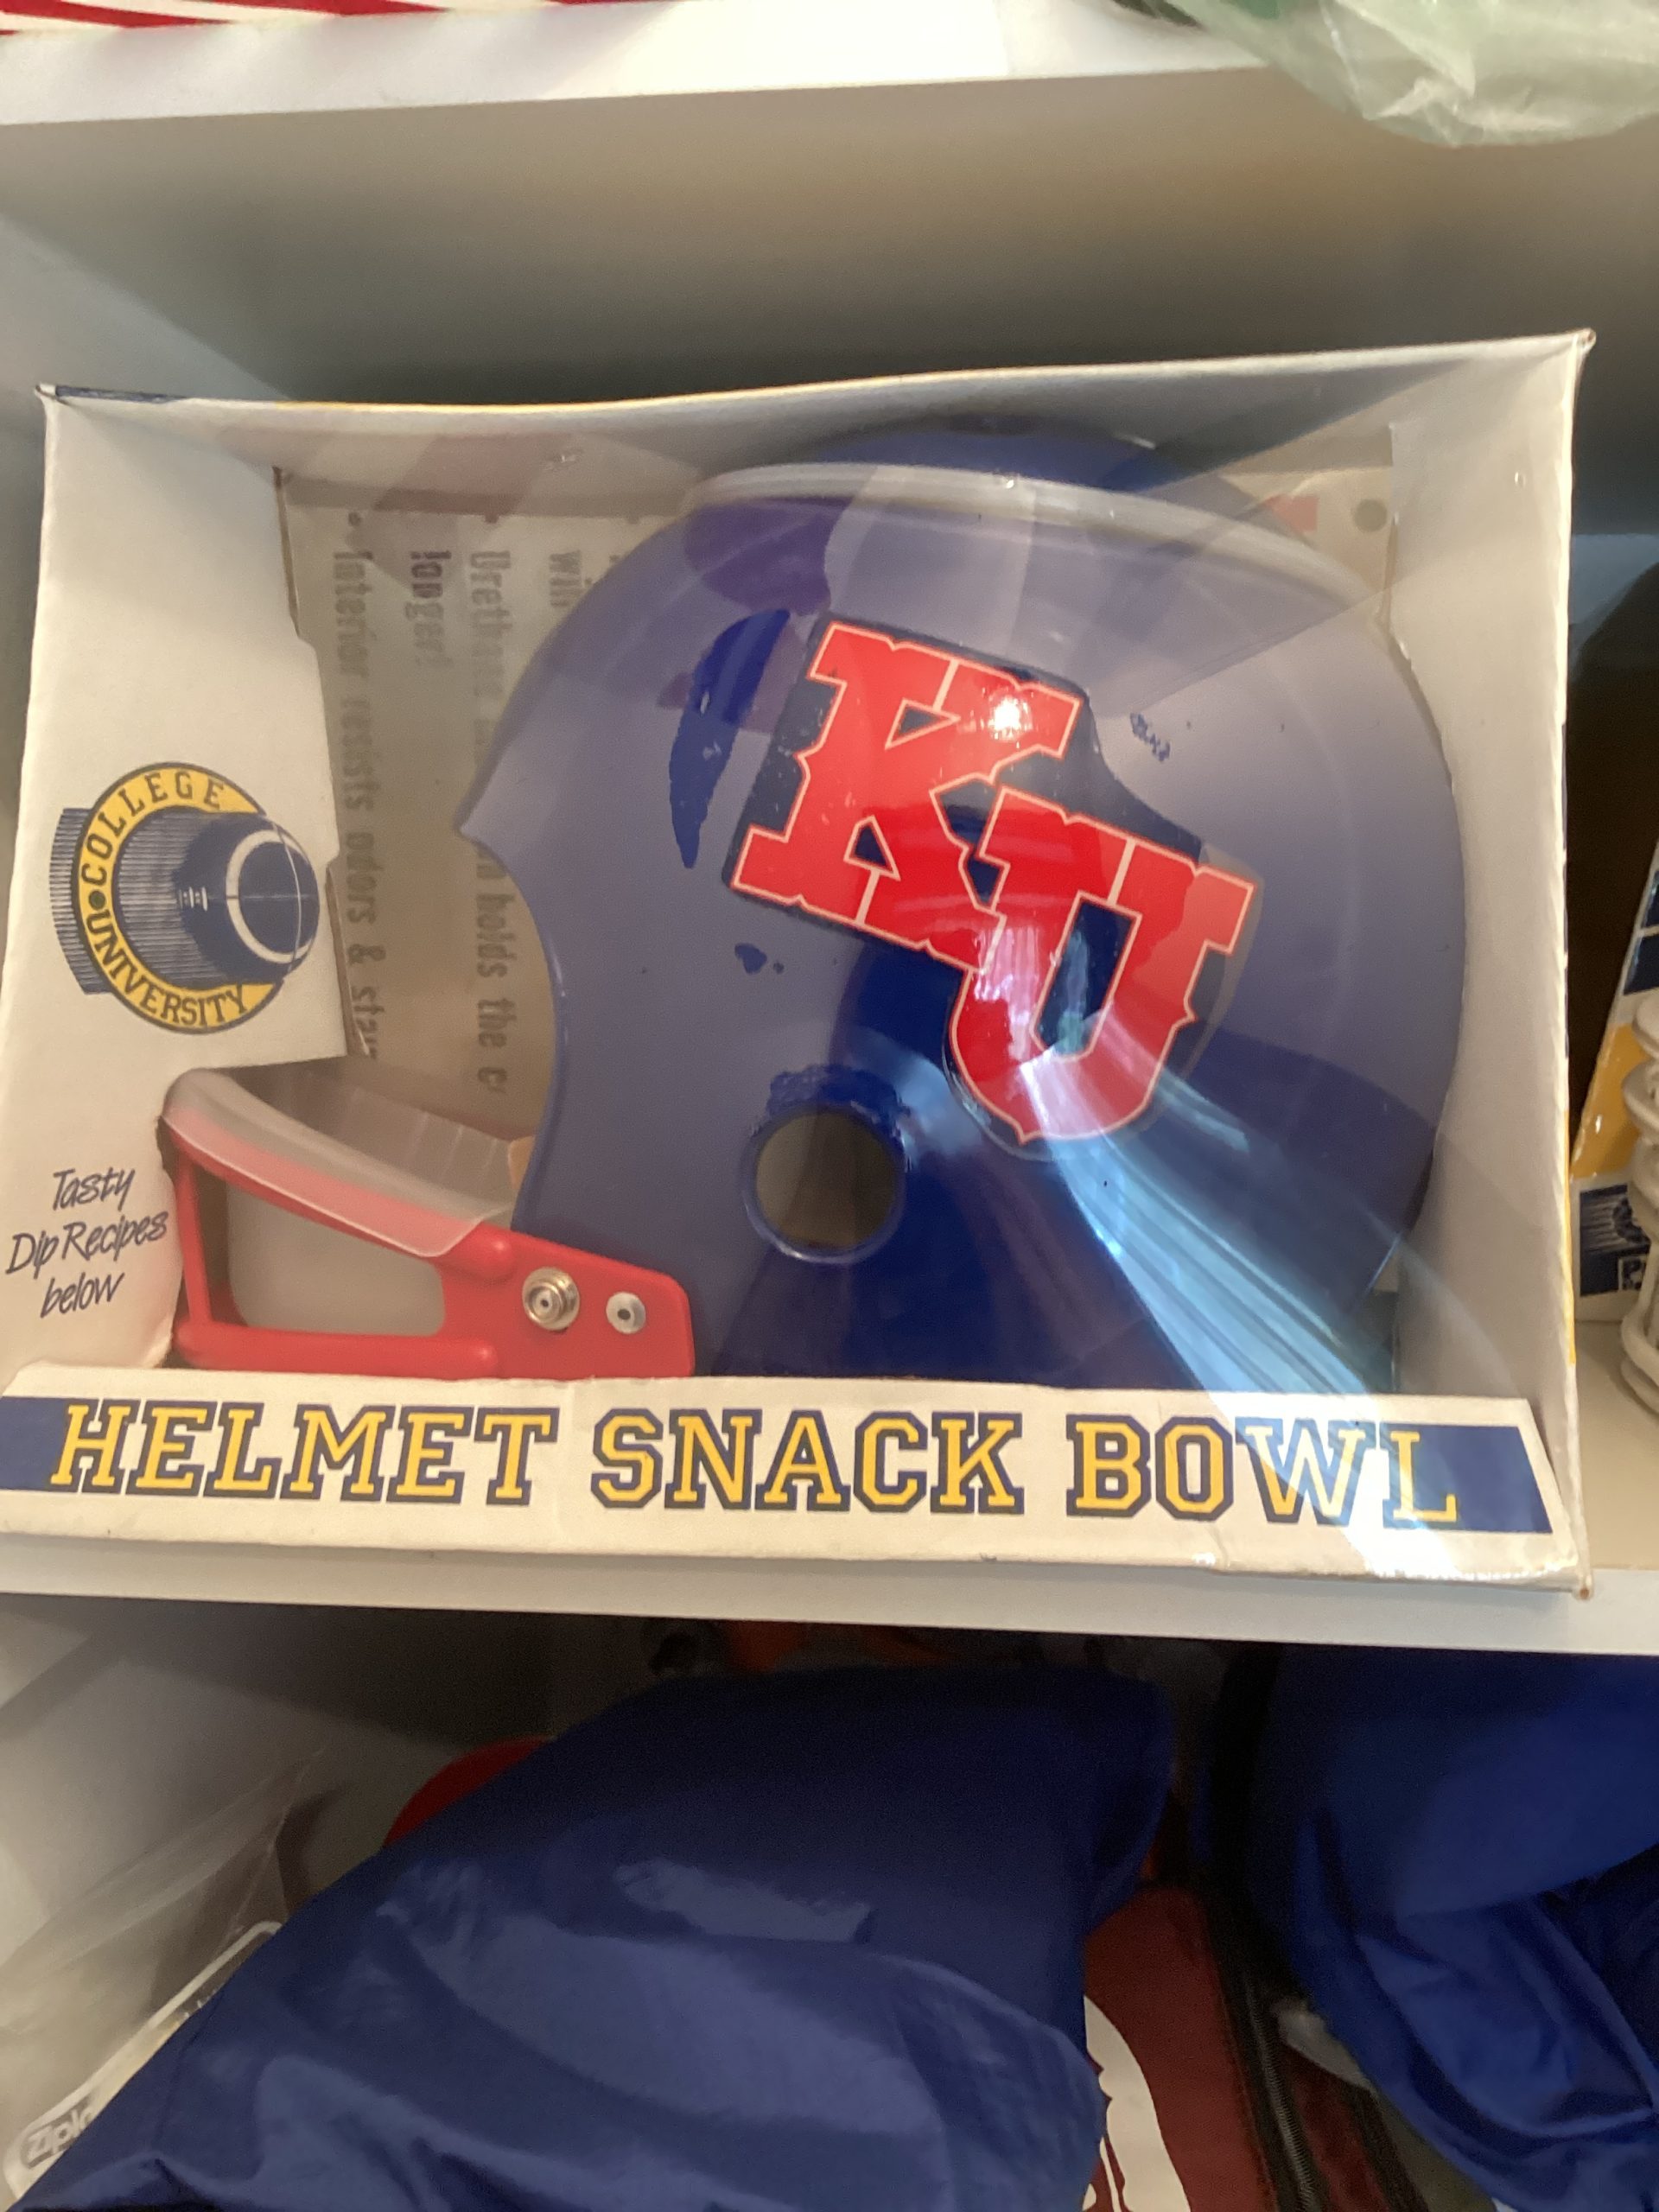 • Interior resists odors & sta
• Urethane
longer!
holds the c
KU
COLLEGE
UNIVERSITY
Tasty
Dip Recipes
below
HELMET SNACK BOWL